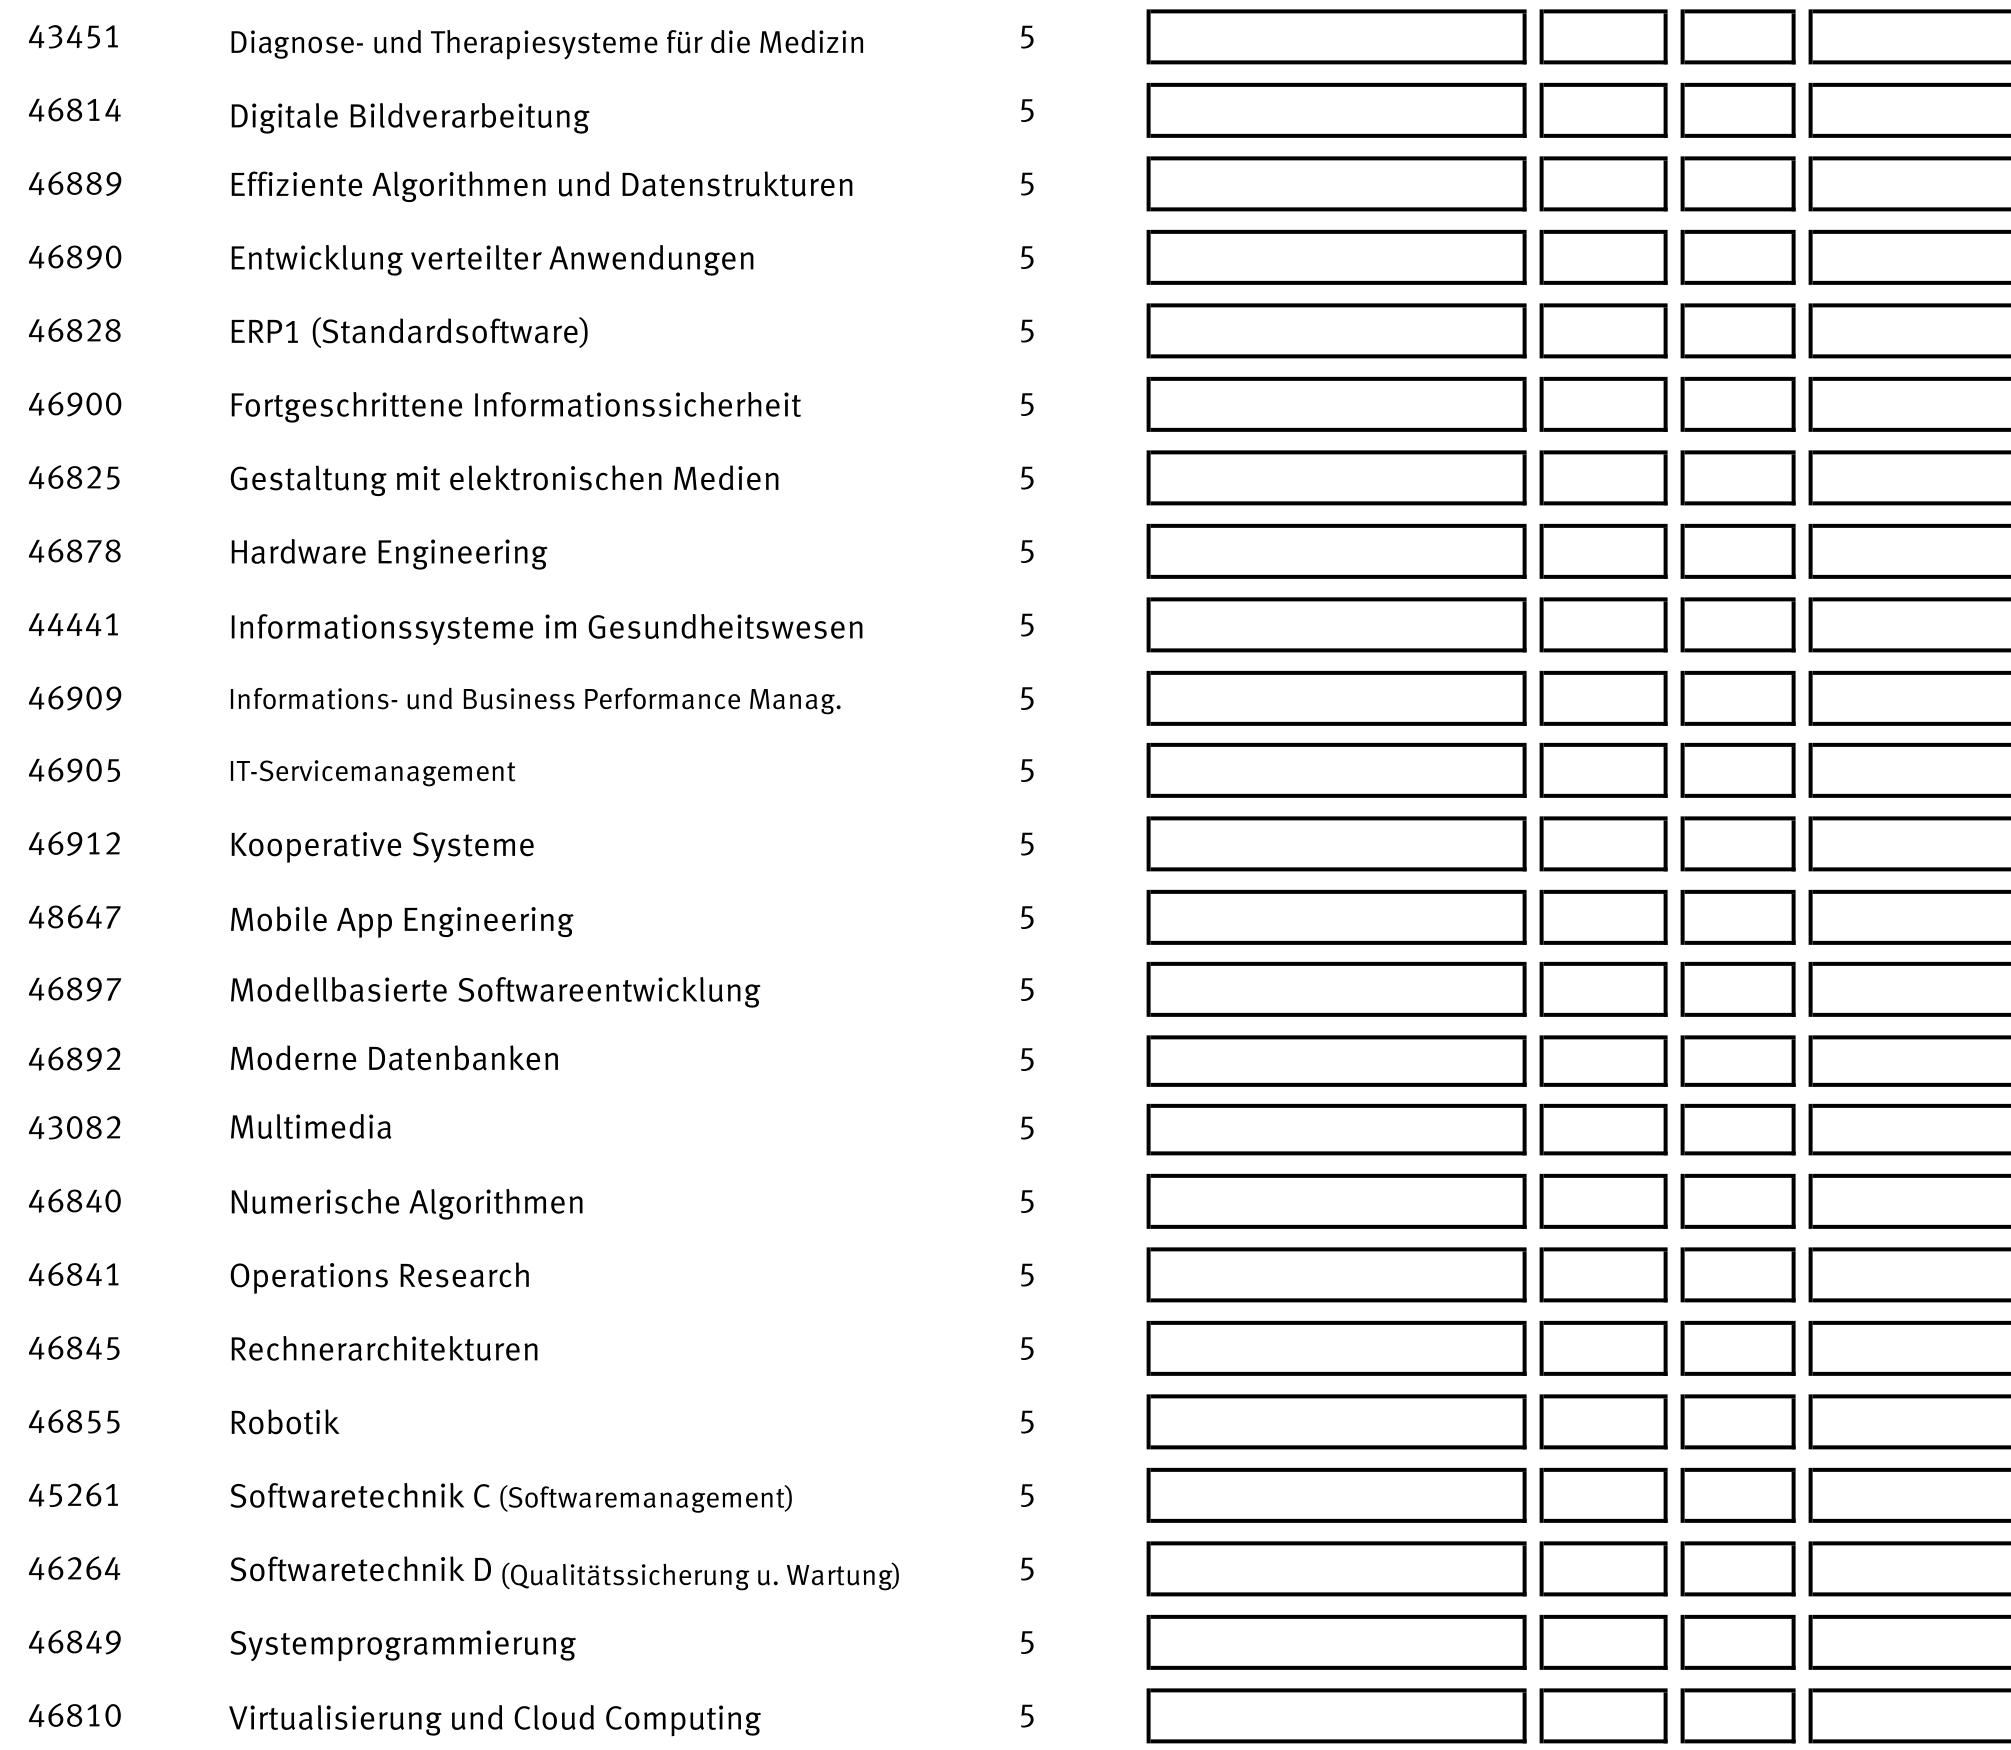 43451 Diagnose- und Therapiesysteme für die Medizin 5
46814 Digitale Bildverarbeitung 5
46889 Effiziente Algorithmen und Datenstrukturen 5
46890 Entwicklung verteilter Anwendungen 5
46828 ERP1 (Standardsoftware) 5
46900 Fortgeschrittene Informationssicherheit 5
46825 Gestaltung mit elektronischen Medien 5
46878 Hardware Engineering 5
44441 Informationssysteme im Gesundheitswesen 5
46909 Informations- und Business Performance Manag. 5
46905 IT-Servicemanagement 5
46912 Kooperative Systeme 5
48647 Mobile App Engineering 5
46897 Modellbasierte Softwareentwicklung 5
46892 Moderne Datenbanken 5
43082 Multimedia 5
46840 Numerische Algorithmen 5
46841 Operations Research 5
46845 Rechnerarchitekturen 5
46855 Robotik 5
45261 Softwaretechnik C (Softwaremanagement) 5
46264 Softwaretechnik D (Qualitätssicherung u. Wartung) 5
46849 Systemprogrammierung 5
46810 Virtualisierung und Cloud Computing 5